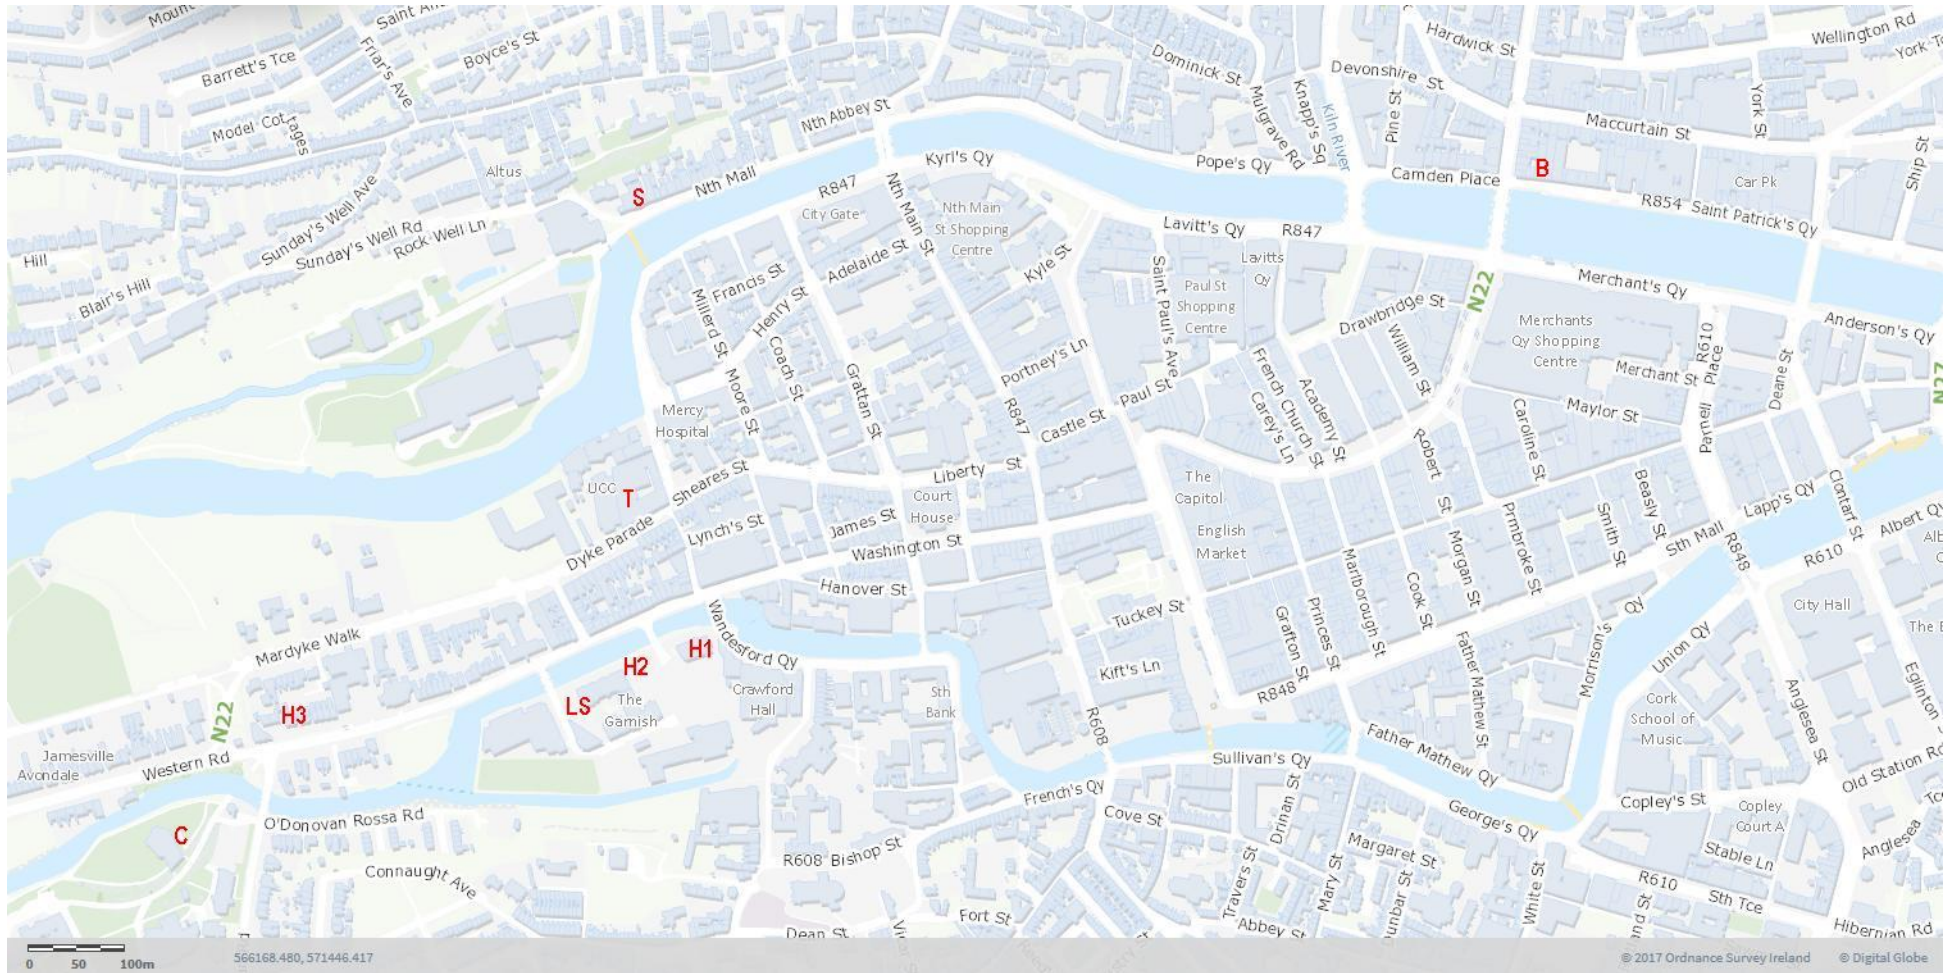 Saint
Boyce's St
Barrett's Tce
Friar's Ave
Model Cottages
Nth Abbey St
Altus
S
Nth Mall
Sunday's Well Ave
Sunday's Well Rd
Rock Well Ln
Hill
Blair's Hill
Dominick St
Mulgrave Rd
Knapp's Sq
Kiln River
Devonshire St
Pine St
Hardwick St
Wellington Rd
York St
Maccurtain St
Ship St
Kyrl's Qy
Pope's Qy
Camden Place
B
Car Pk
R854 Saint Patrick's Qy
R847
City Gate
Nth Main St
Nth Main
St Shopping
Centre
Lavitt's Qy
R847
Lavitts
Qy
Francis St
Adelaide St
Kyle St
Saint Paul's Ave
Paul St
Shopping
Centre
N22
Merchant's Qy
Millerd St
Henry St
Coach St
Drawbridge St
William St
Merchants
Qy Shopping
Centre
R610
Parnell Place
Anderson's Qy
N27
Deane St
Merchant St
Maylor St
Moore St
Grattan St
Portney's Ln
R847
Castle St
Paul St
French Church St
Carey's Ln
Academy St
Mercy
Hospital
Caroline St
Robert St
UCC
T
Sheares St
Liberty St
The
Capitol
Court
House
Lynch's St
James St
Washington St
English
Market
Beasly St
Smith St
Prmbroke St
Morgan St
Cook St
Marlborough St
Sth Mall
Lapp's Qy
Clontarf St
R848
R610
Albert Qy
Dyke Parade
Hanover St
Tuckey St
Grafton St
Princes St
City Hall
Mardyke Walk
Wandesford Qy
H1
H2
Kift's Ln
Father Mathew St
Morrison's Qy
Union Qy
LS
The
Garnish
Crawford
Hall
Sth
Bank
R848
Eglinton
Cork
School of
Music
Anglesea St
H3
N22
Jamesville
Avondale
Western Rd
R608
Sullivan's Qy
Father Mathew Qy
Old Station Rd
O'Donovan Rossa Rd
C
French's Qy
Cove St
Drinan St
George's Qy
Copley's St
Copley
Court A
Connaught Ave
R608 Bishop St
Margaret St
Stable Ln
Anglesea
Travers St
Mary St
Dunbar St
White St
R610
Sth Tce
Fort St
Abbey St
Dean St
Hibernian Rd
0 50 100m
566168.480, 571446.417
© 2017 Ordnance Survey Ireland © Digital Globe